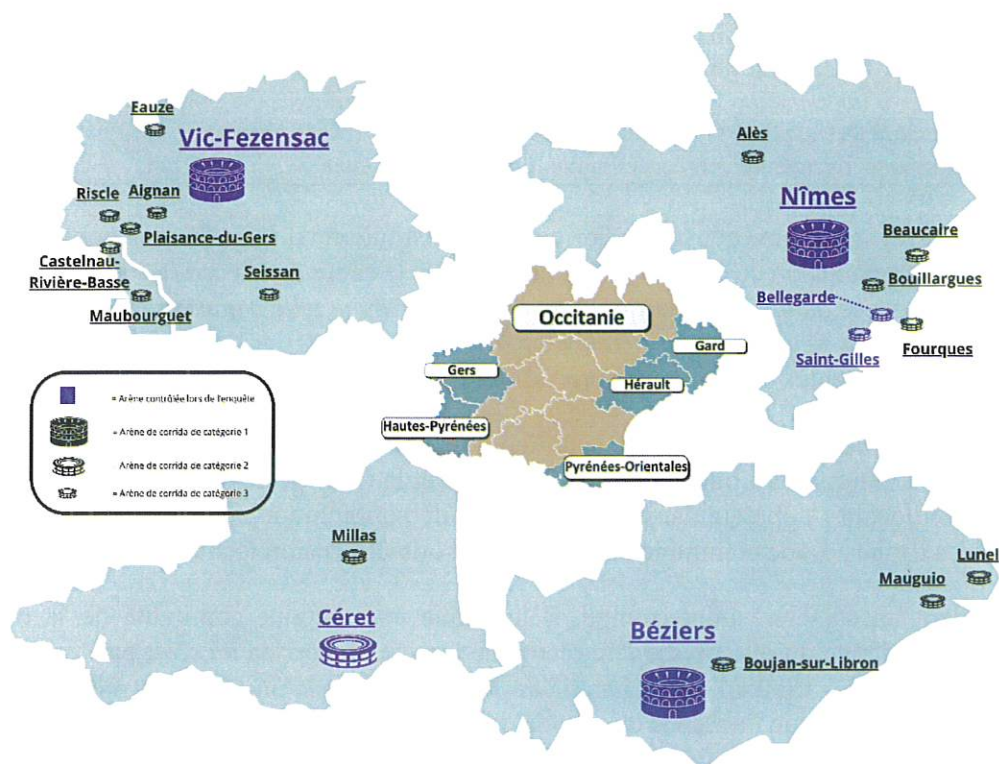 Eauze
Vic-Fezensac
Riscle
Aignan
Plaisance-du-Gers
Castelnau-
Rivière-Basse
Seissan
Maubourguet
Alès
Nîmes
Beaucaire
Bouillargues
Bellegarde
Saint-Gilles
Fourques
Occitanie
Gard
Gers
Hérault
Hautes-Pyrénées
Pyrénées-Orientales
= Arène contrôlée lors de l'enquête
= Arène de corrida de catégorie 1
Arène de corrida de catégorie 2
= Arène de corrida de catégorie 3
Millas
Céret
Lunel
Mauguio
Béziers
Boujan-sur-Libron